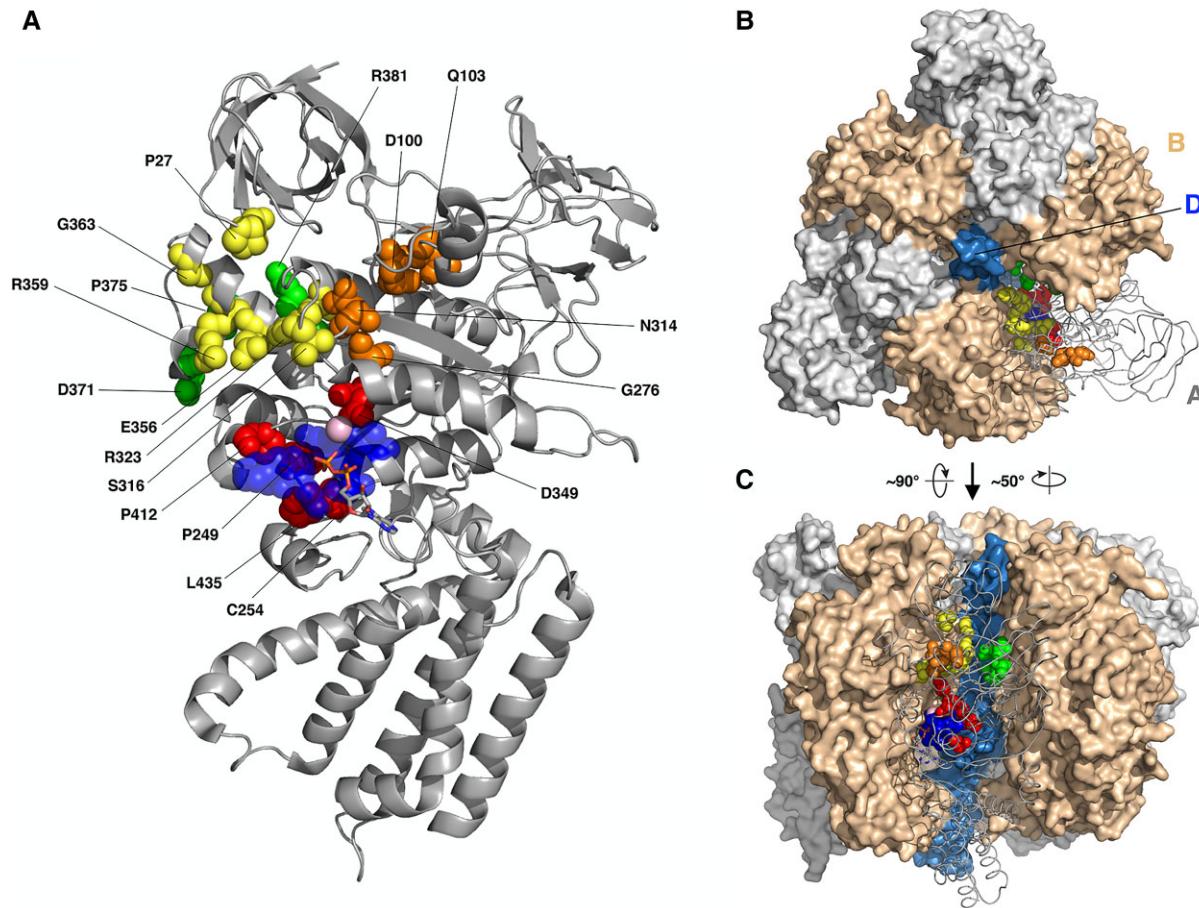 A
R381
Q103
D100
P27
G363
R359
P375
N314
D371
G276
E356
R323
S316
D349
P412
P249
L435
C254
B
B
D
A
~90° ~50°
C